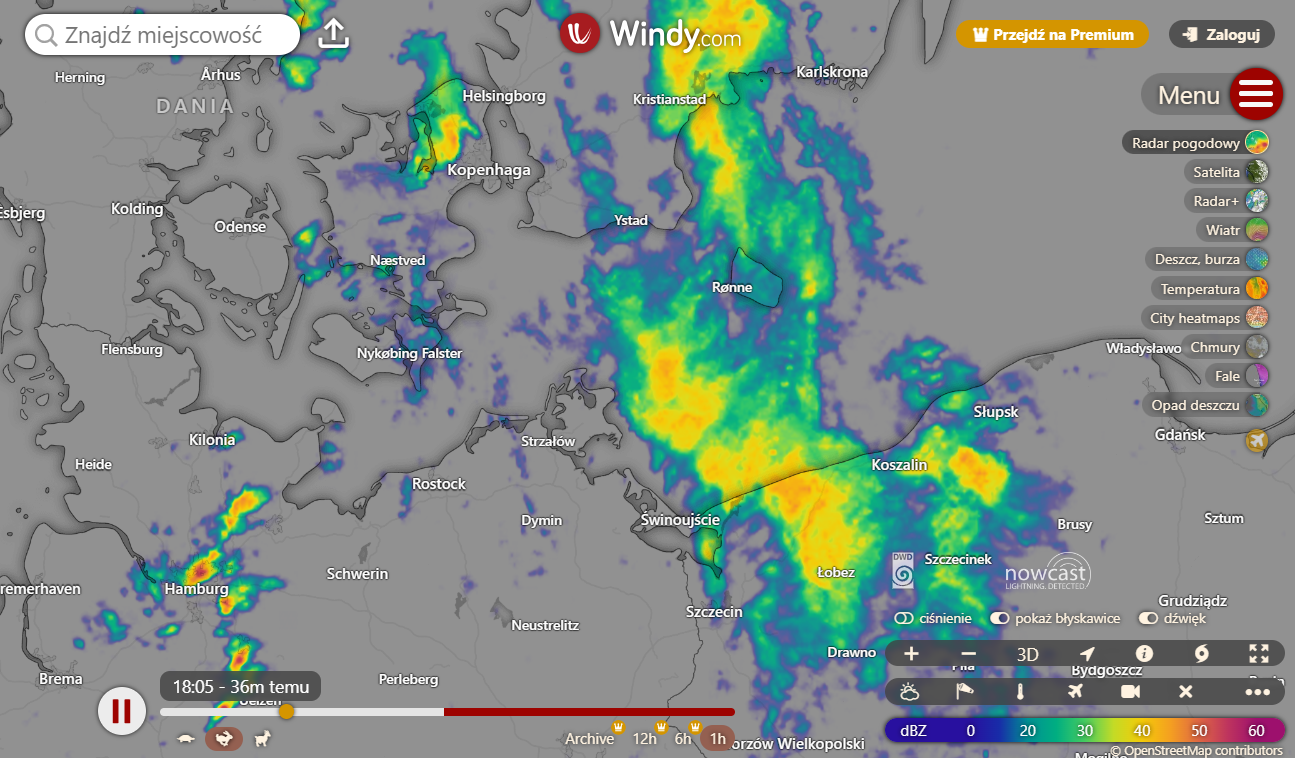 Znajdź miejscowość
Windy.com
Przejdź na Premium
Zaloguj
Menu
Radar pogodowy
Satelita
Radar+
Wiatr
Deszcz, burza
Temperatura
City heatmaps
Chmury
Fale
Opad deszczu
Herning
Århus
DANIA
Helsingborg
Kristianstad
Karlskrona
Kopenhaga
Esbjerg
Kolding
Odense
Ystad
Næstved
Rønne
Flensburg
Nykøbing Falster
Władysławo
Kilonia
Strzałów
Słupsk
Gdańsk
Heide
Rostock
Koszalin
Dymin
Świnoujście
Brusy
Sztum
remerhaven
Hamburg
Schwerin
Łobez
DWD
Szczecinek
nowcast
LIGHTNING, DETECTED
Grudziądz
Szczecin
Neustrelitz
ciśnienie
pokaż błyskawice
dźwięk
Drawno
3D
Piła
Bydgoszcz
Brema
Perleberg
18:05 - 36m temu
Uelzen
Archive
12h
6h
1h
orzów Wielkopolski
dBZ 0 20 30 40 50 60
© OpenStreetMap contributors